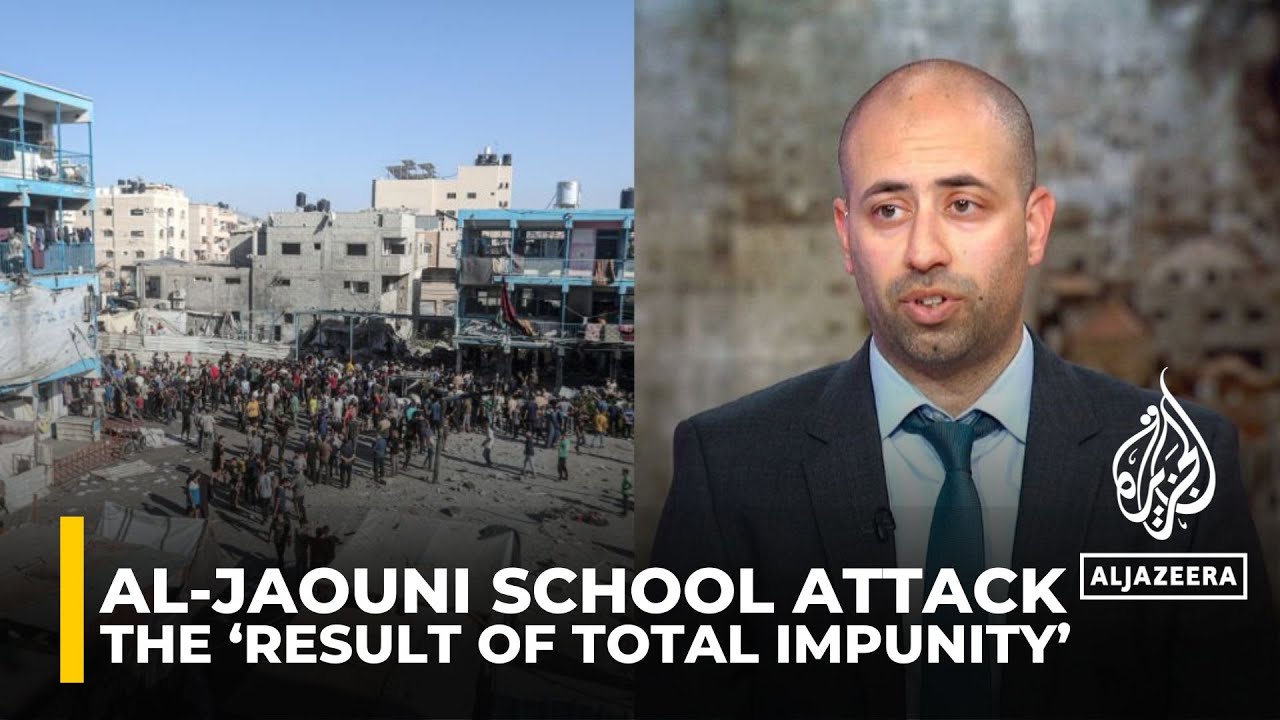 AL-JAOUNI SCHOOL ATTACK
THE ‘RESULT OF TOTAL IMPUNITY’
الجزيرة
ALJAZEERA